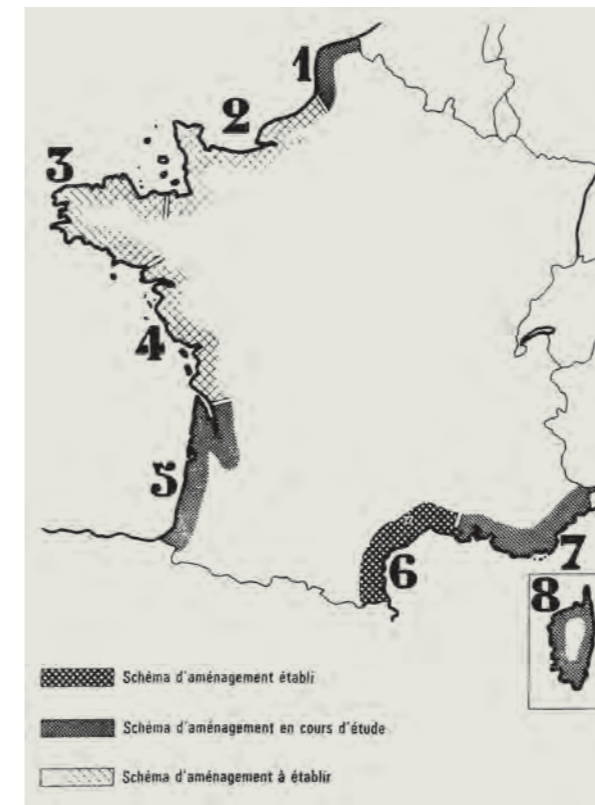 1
2
3
4
5
6
7
8
Schéma d'aménagement établi
Schéma d'aménagement en cours d'étude
Schéma d'aménagement à établir